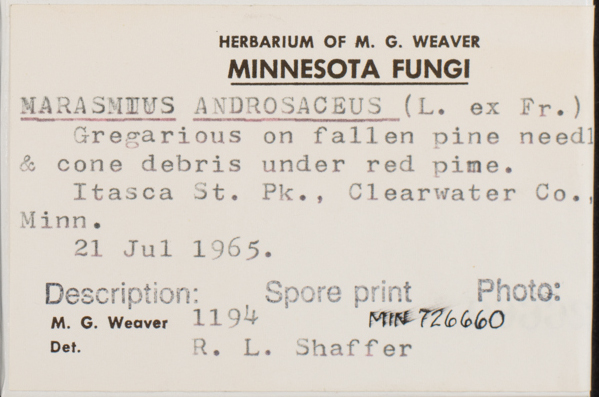 HERBARIUM OF M. G. WEAVER
MINNESOTA FUNGI
MARASMIUS ANDROSACEUS (L. ex Fr.)
Gregarious on fallen pine needl
& cone debris under red pime.
Itasca St. Pk., Clearwater Co.,
Minn.
21 Jul 1965.
Description: Spore print Photo:
M. G. Weaver 1194 MIN 726660
Det. R. L. Shaffer